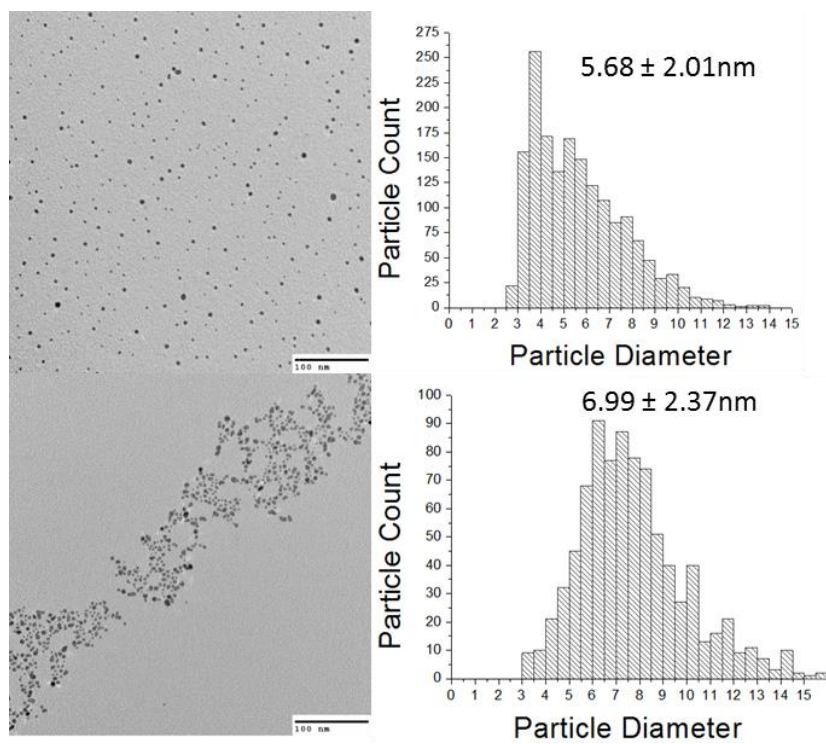 5.68 ± 2.01nm
Particle Count
275
250
225
200
175
150
125
100
75
50
25
0
0 1 2 3 4 5 6 7 8 9 10 11 12 13 14 15
Particle Diameter
100 nm
6.99 ± 2.37nm
Particle Count
100
90
80
70
60
50
40
30
20
10
0
0 1 2 3 4 5 6 7 8 9 10 11 12 13 14 15
Particle Diameter
100 nm